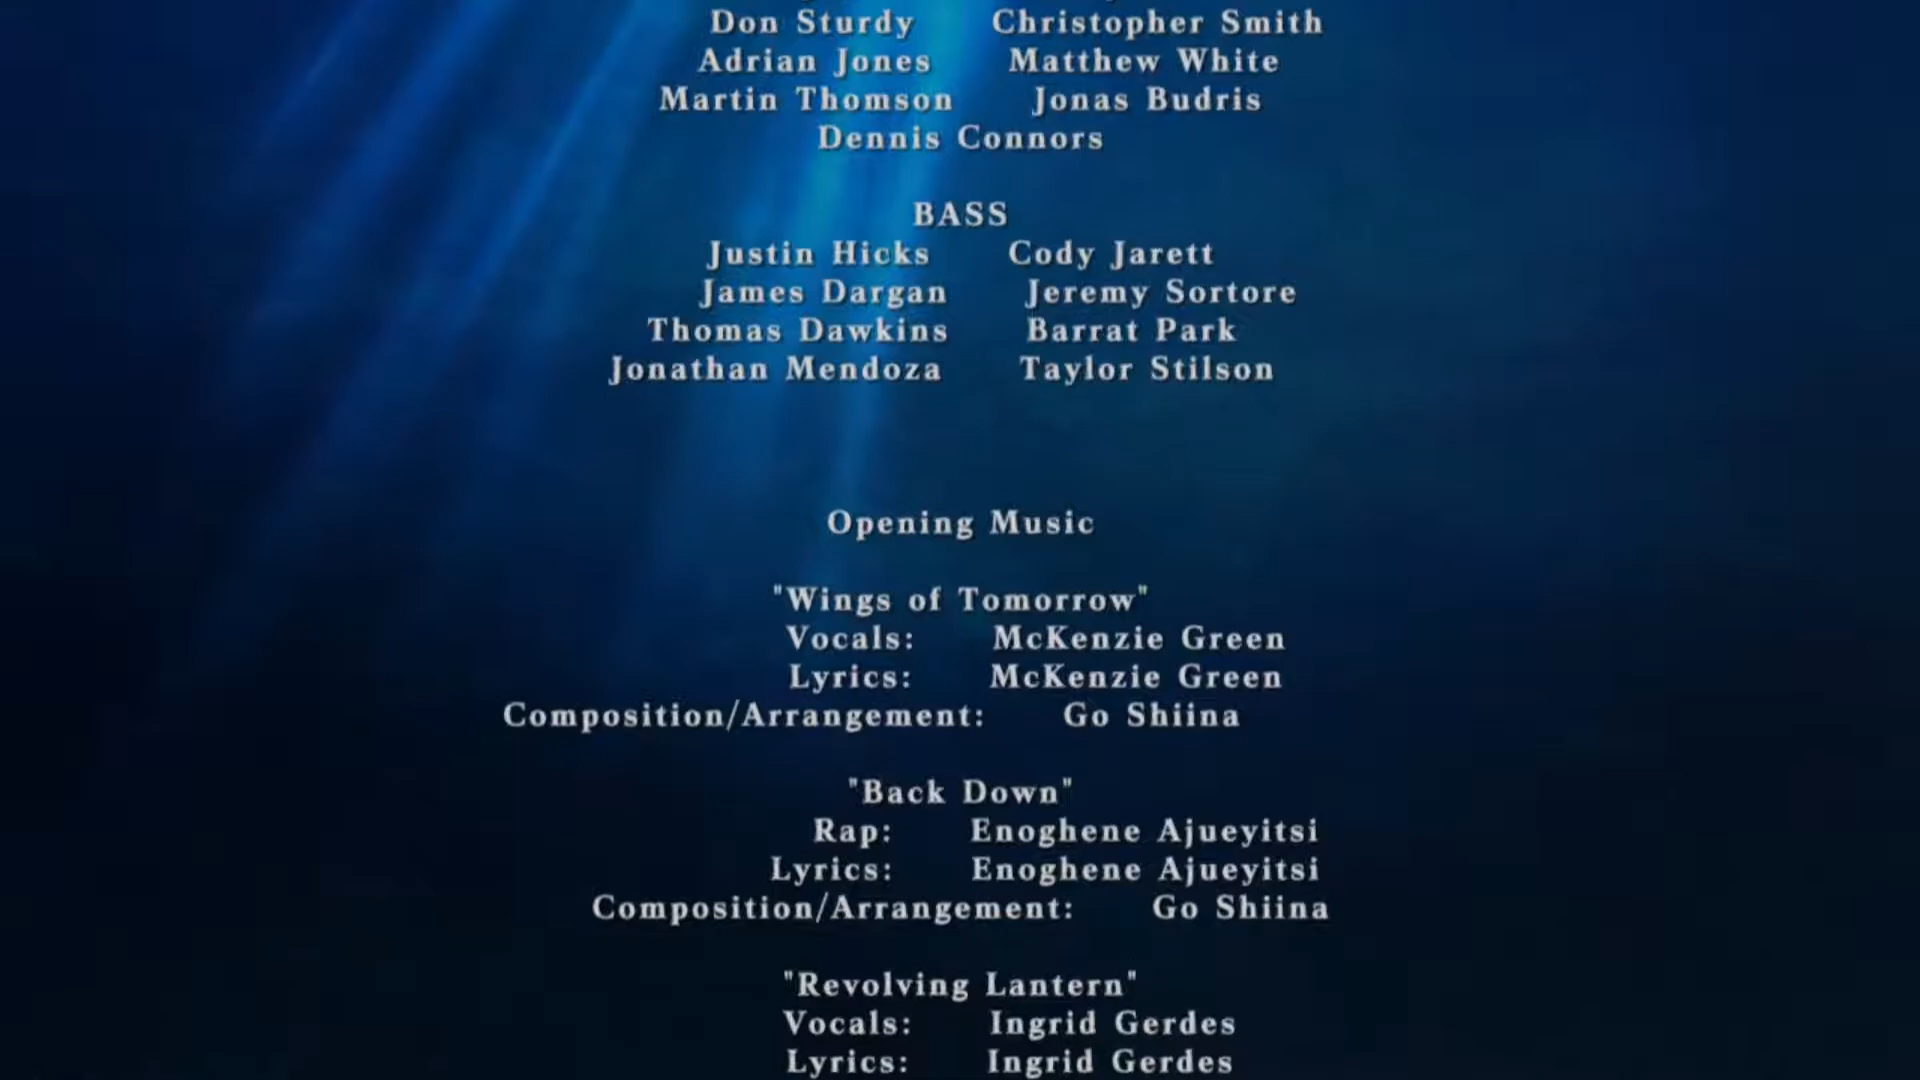 Don Sturdy Christopher Smith
Adrian Jones Matthew White
Martin Thomson Jonas Budris
Dennis Connors
BASS
Justin Hicks Cody Jarett
James Dargan Jeremy Sortore
Thomas Dawkins Barrat Park
Jonathan Mendoza Taylor Stilson
Opening Music
"Wings of Tomorrow"
Vocals: McKenzie Green
Lyrics: McKenzie Green
Composition/Arrangement: Go Shiina
"Back Down"
Rap: Enoghene Ajueyitsi
Lyrics: Enoghene Ajueyitsi
Composition/Arrangement: Go Shiina
"Revolving Lantern"
Vocals: Ingrid Gerdes
Lyrics: Ingrid Gerdes